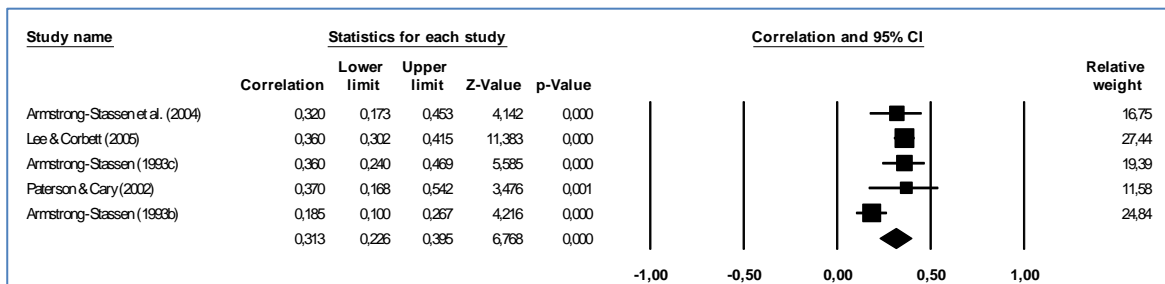 Study name Statistics for each study Correlation and 95% CI
Lower Upper Relative
Correlation limit limit Z-Value p-Value weight
Armstrong-Stassen et al. (2004) 0,320 0,173 0,453 4,142 0,000 16,75
Lee & Corbett (2005) 0,360 0,302 0,415 11,383 0,000 27,44
Armstrong-Stassen (1993c) 0,360 0,240 0,469 5,585 0,000 19,39
Paterson & Cary (2002) 0,370 0,168 0,542 3,476 0,001 11,58
Armstrong-Stassen (1993b) 0,185 0,100 0,267 4,216 0,000 24,84
0,313 0,226 0,395 6,768 0,000
-1,00 -0,50 0,00 0,50 1,00